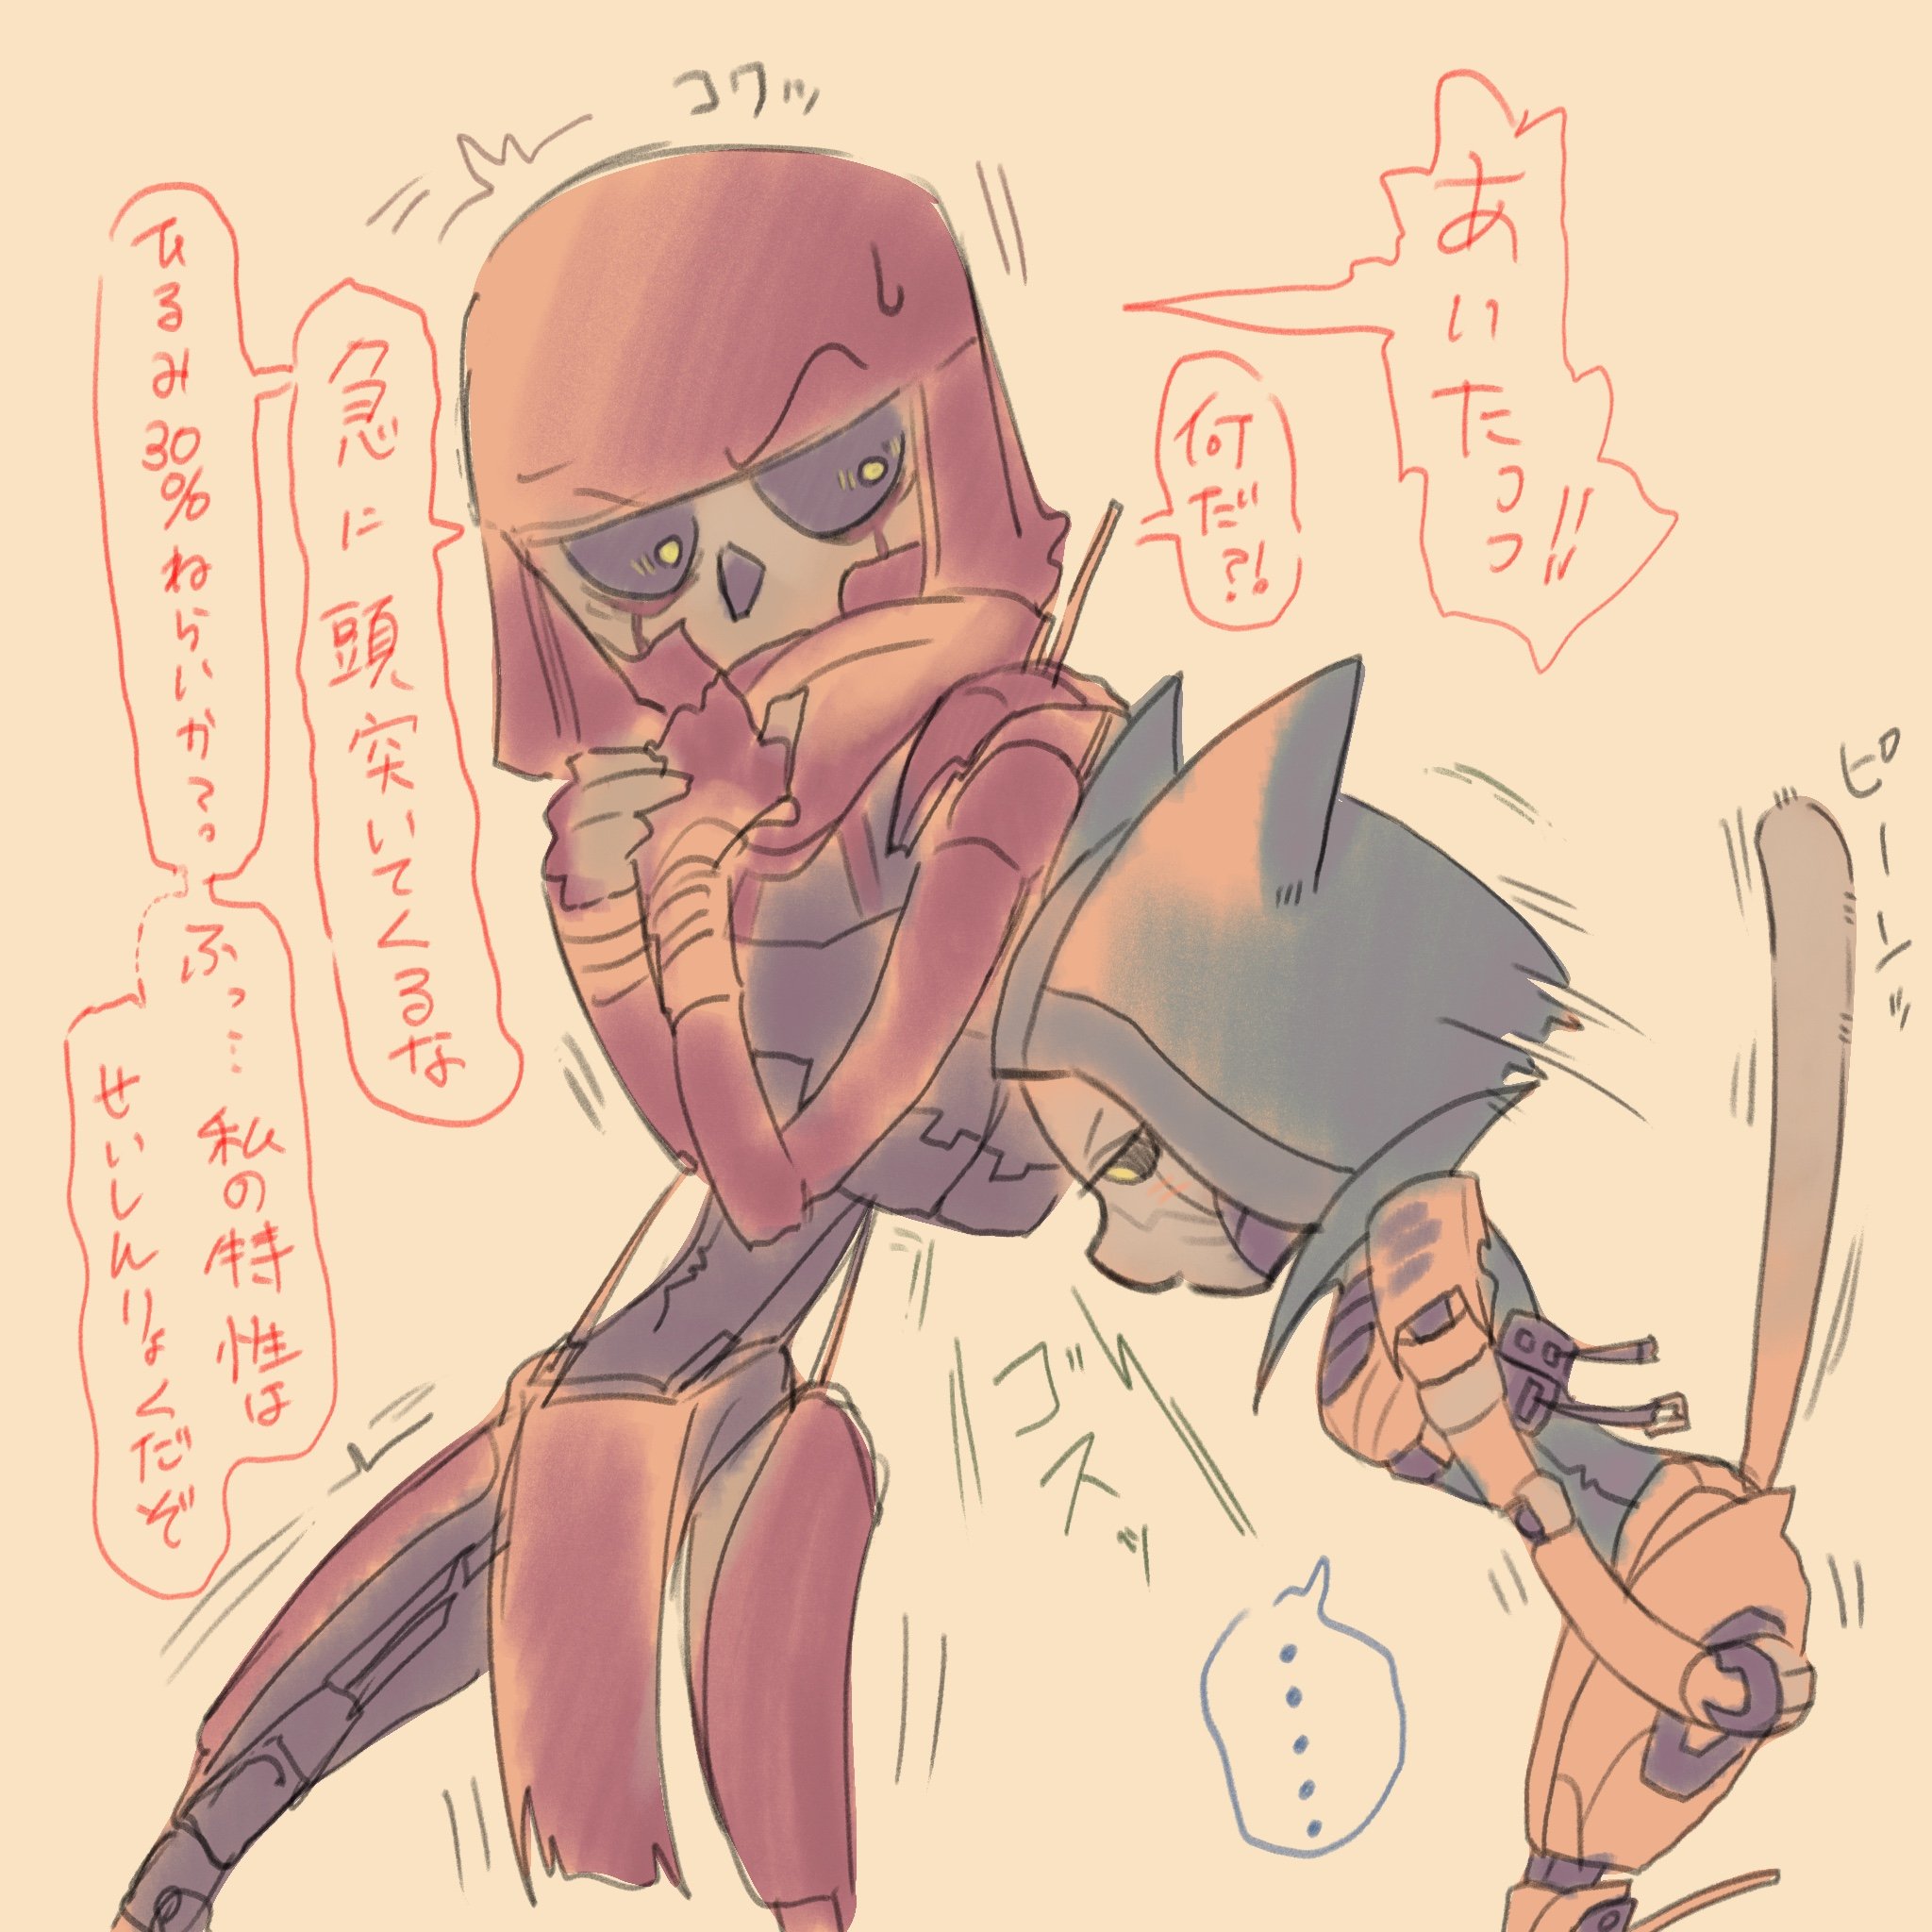 コワッ
あいたっっ!!
何だ?!
急に頭突いてくるな
ひるみ30%ねらいか?。
ふっ…私の特性は
せいしんりょくだぞ
ピーンッ
ゴスッ
.....